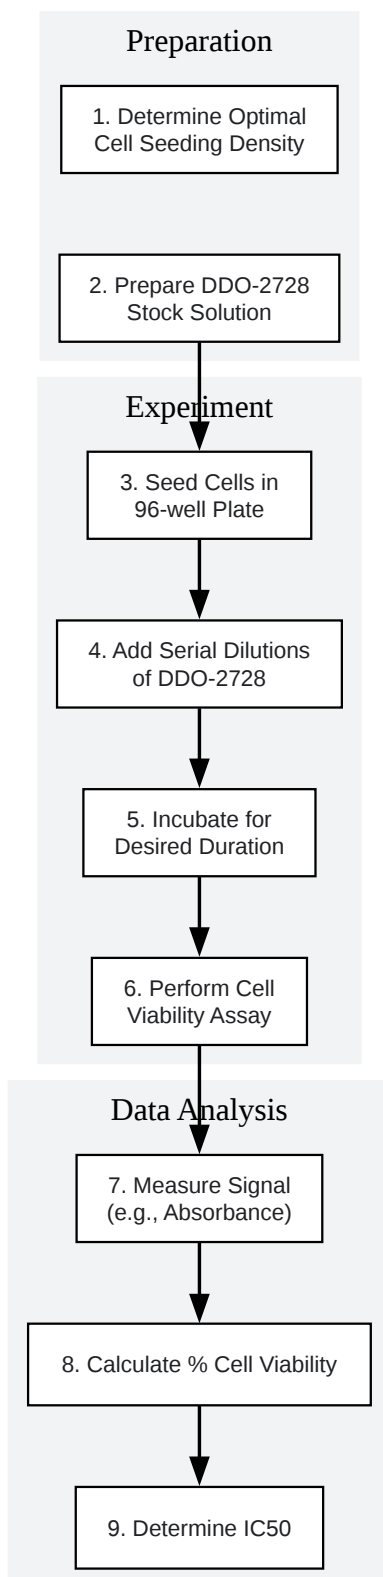 Preparation
1. Determine Optimal
Cell Seeding Density
2. Prepare DDO-2728
Stock Solution
Experiment
3. Seed Cells in
96-well Plate
4. Add Serial Dilutions
of DDO-2728
5. Incubate for
Desired Duration
6. Perform Cell
Viability Assay
Data Analysis
7. Measure Signal
(e.g., Absorbance)
8. Calculate % Cell Viability
9. Determine IC50